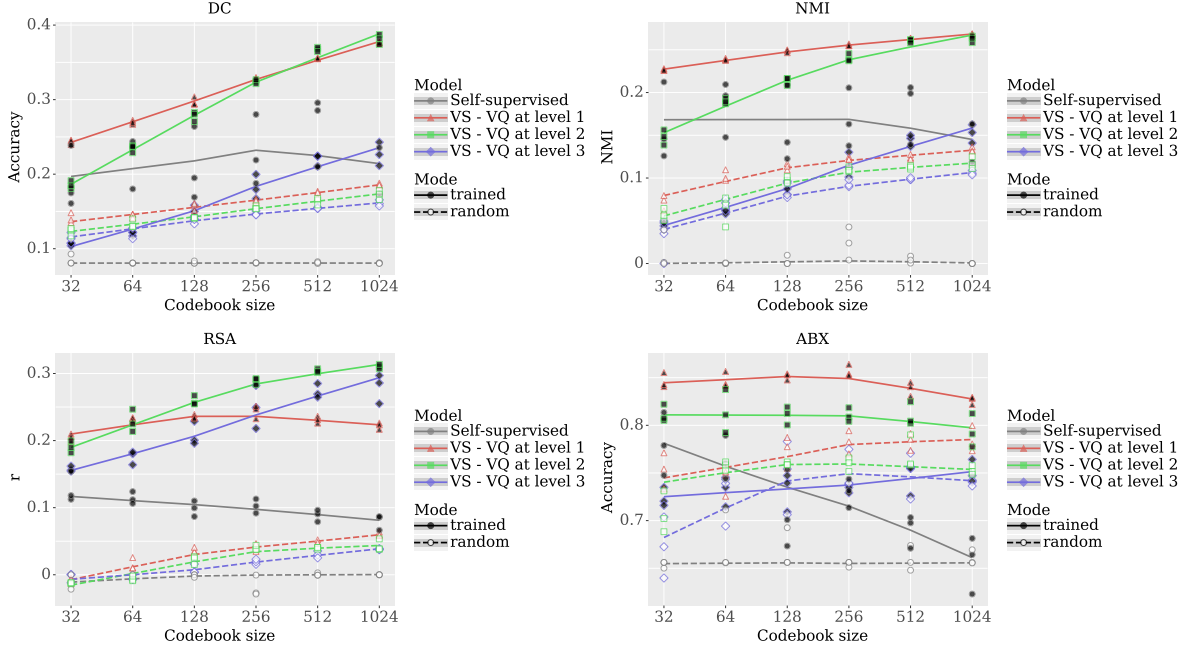 DC
0.4
0.3
0.2
0.1
Accuracy
32 64 128 256 512 1024
Codebook size
Model
Self-supervised
VS - VQ at level 1
VS - VQ at level 2
VS - VQ at level 3
Mode
trained
random
NMI
0.2
0.1
0
NMI
32 64 128 256 512 1024
Codebook size
Model
Self-supervised
VS - VQ at level 1
VS - VQ at level 2
VS - VQ at level 3
Mode
trained
random
RSA
0.3
0.2
0.1
0
r
32 64 128 256 512 1024
Codebook size
Model
Self-supervised
VS - VQ at level 1
VS - VQ at level 2
VS - VQ at level 3
Mode
trained
random
ABX
0.8
0.7
Accuracy
32 64 128 256 512 1024
Codebook size
Model
Self-supervised
VS - VQ at level 1
VS - VQ at level 2
VS - VQ at level 3
Mode
trained
random